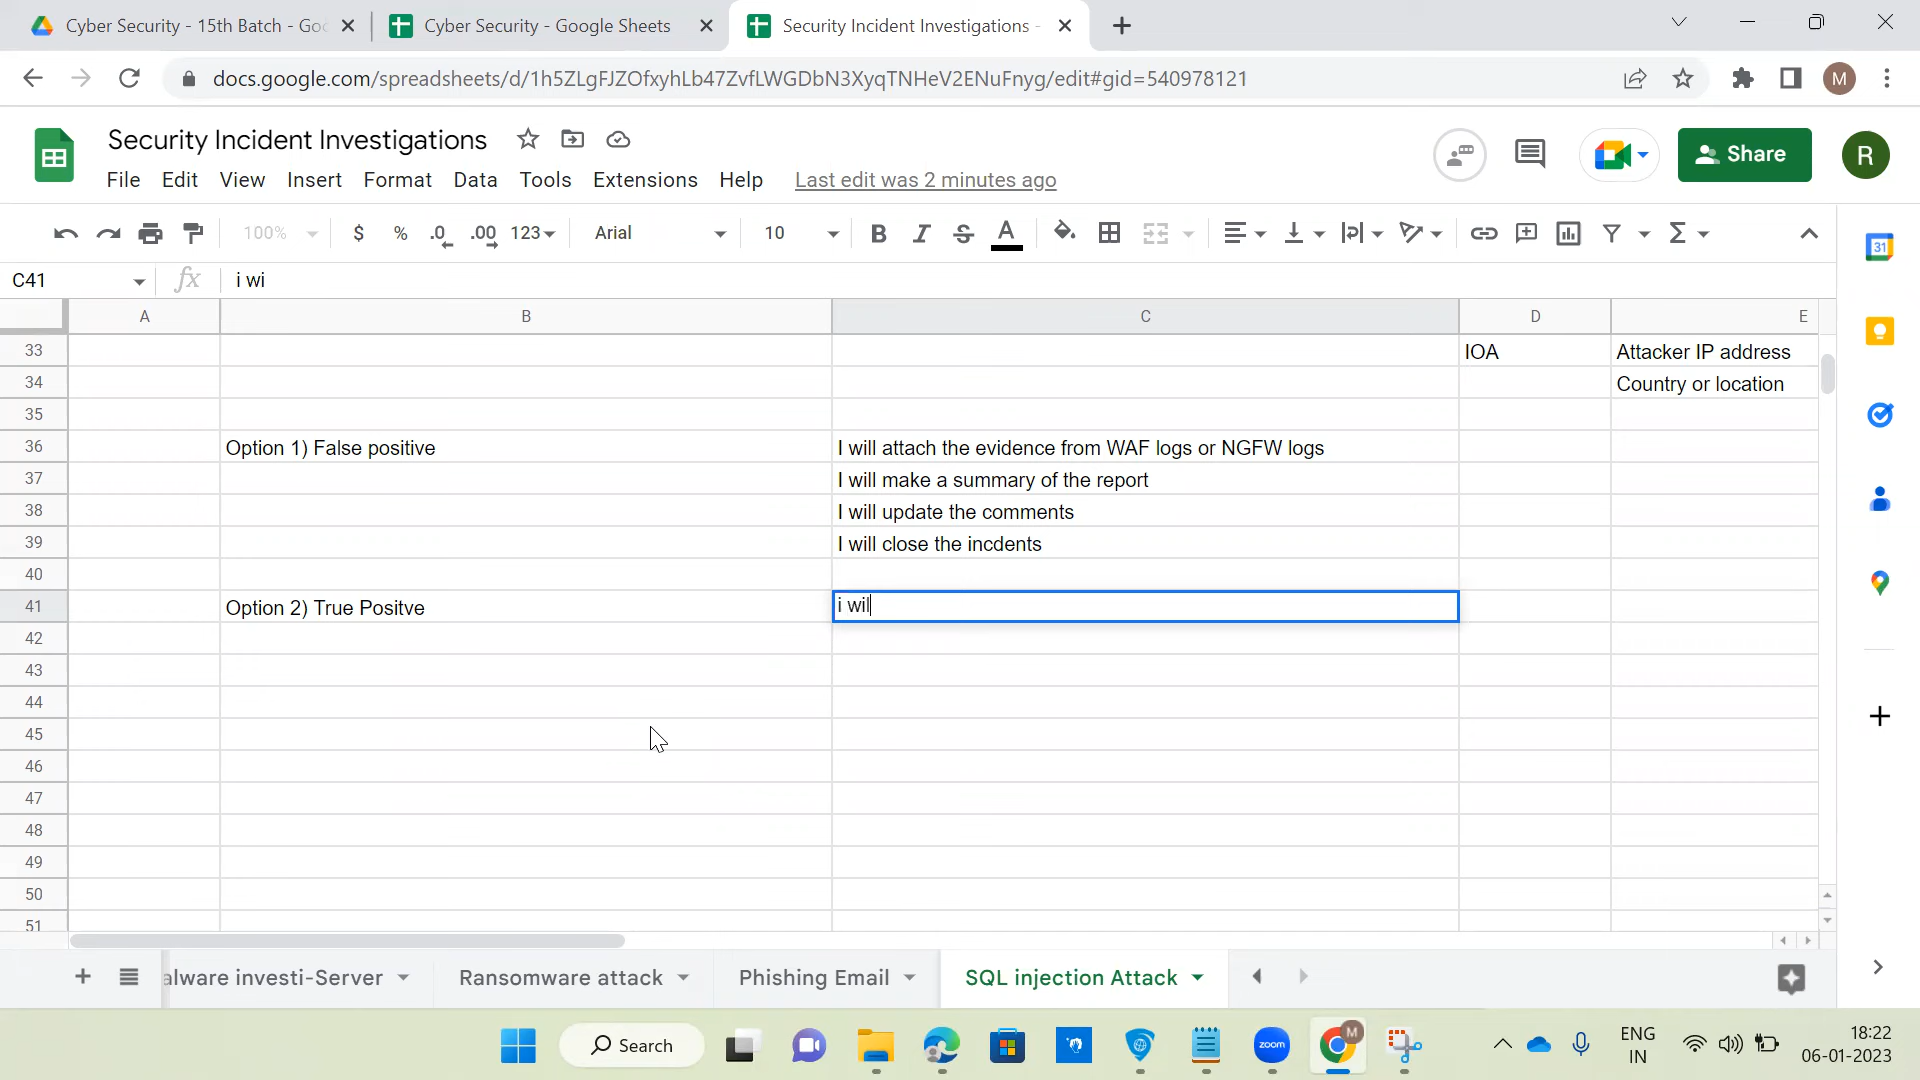 Cyber Security - 15th Batch - Goo
Cyber Security - Google Sheets
Security Incident Investigations -
docs.google.com/spreadsheets/d/1h5ZLgFJZOfxyhLb47ZvfLWGDbN3XyqTNHeV2ENuFnyg/edit#gid=540978121
M
Security Incident Investigations
Share
R
File Edit View Insert Format Data Tools Extensions Help Last edit was 2 minutes ago
100% $ % .0 .00 123 Arial 10 B I S A
31
C41 fx i wi
A B C D E
33 IOA Attacker IP address
34 Country or location
35
36 Option 1) False positive I will attach the evidence from WAF logs or NGFW logs
37 I will make a summary of the report
38 I will update the comments
39 I will close the incdents
40
41 Option 2) True Positve i wil
42
43
44
45
46
47
48
49
50
51
alware investi-Server Ransomware attack Phishing Email SQL injection Attack
Search zoom M ENG 18:22
IN 06-01-2023